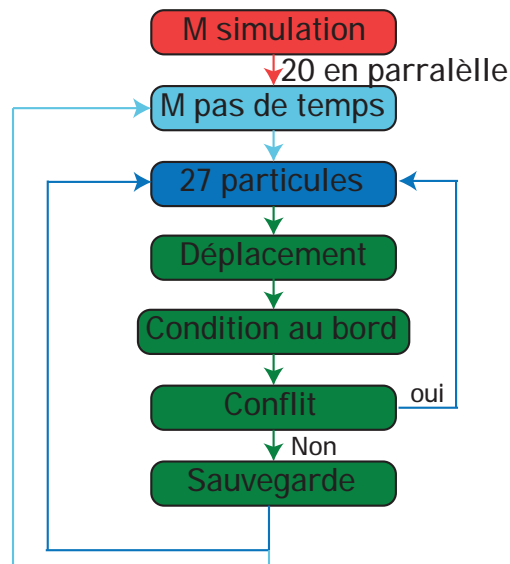 M simulation
20 en parralèlle
M pas de temps
27 particules
Déplacement
Condition au bord
Conflit
oui
Non
Sauvegarde